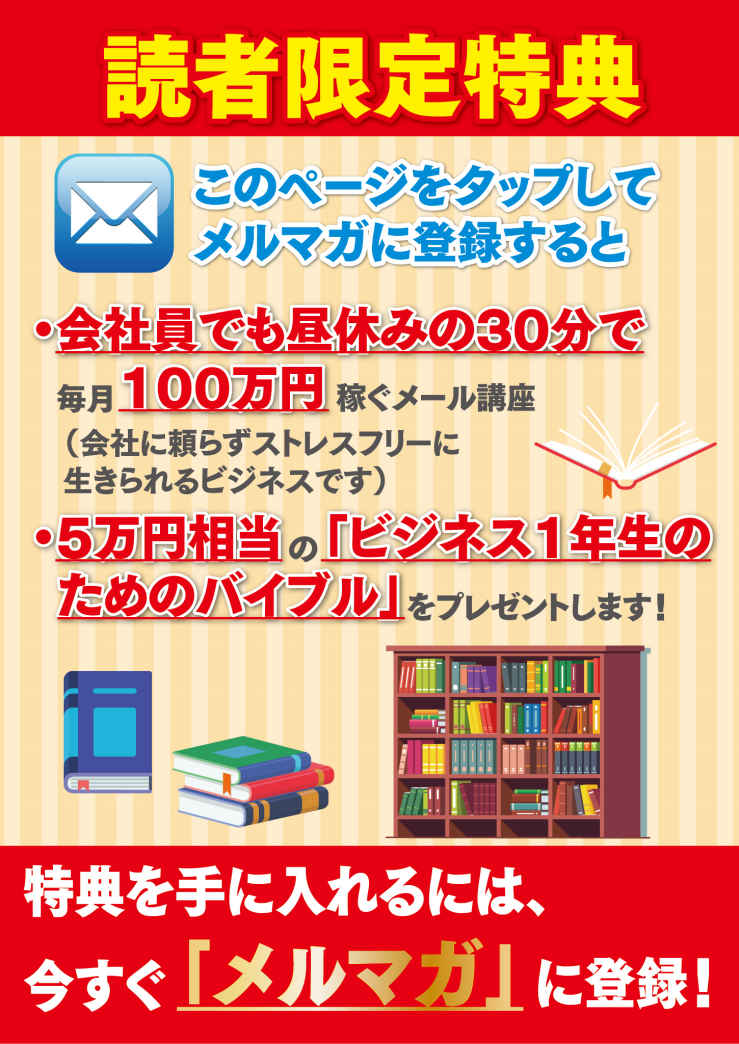 読者限定特典
このページをタップして
メルマガに登録すると
・会社員でも昼休みの30分で
毎月100万円稼ぐメール講座
（会社に頼らずストレスフリーに
生きられるビジネスです）
・5万円相当の「ビジネス1年生の
ためのバイブル」をプレゼントします！
特典を手に入れるには、
今すぐ「メルマガ」に登録！